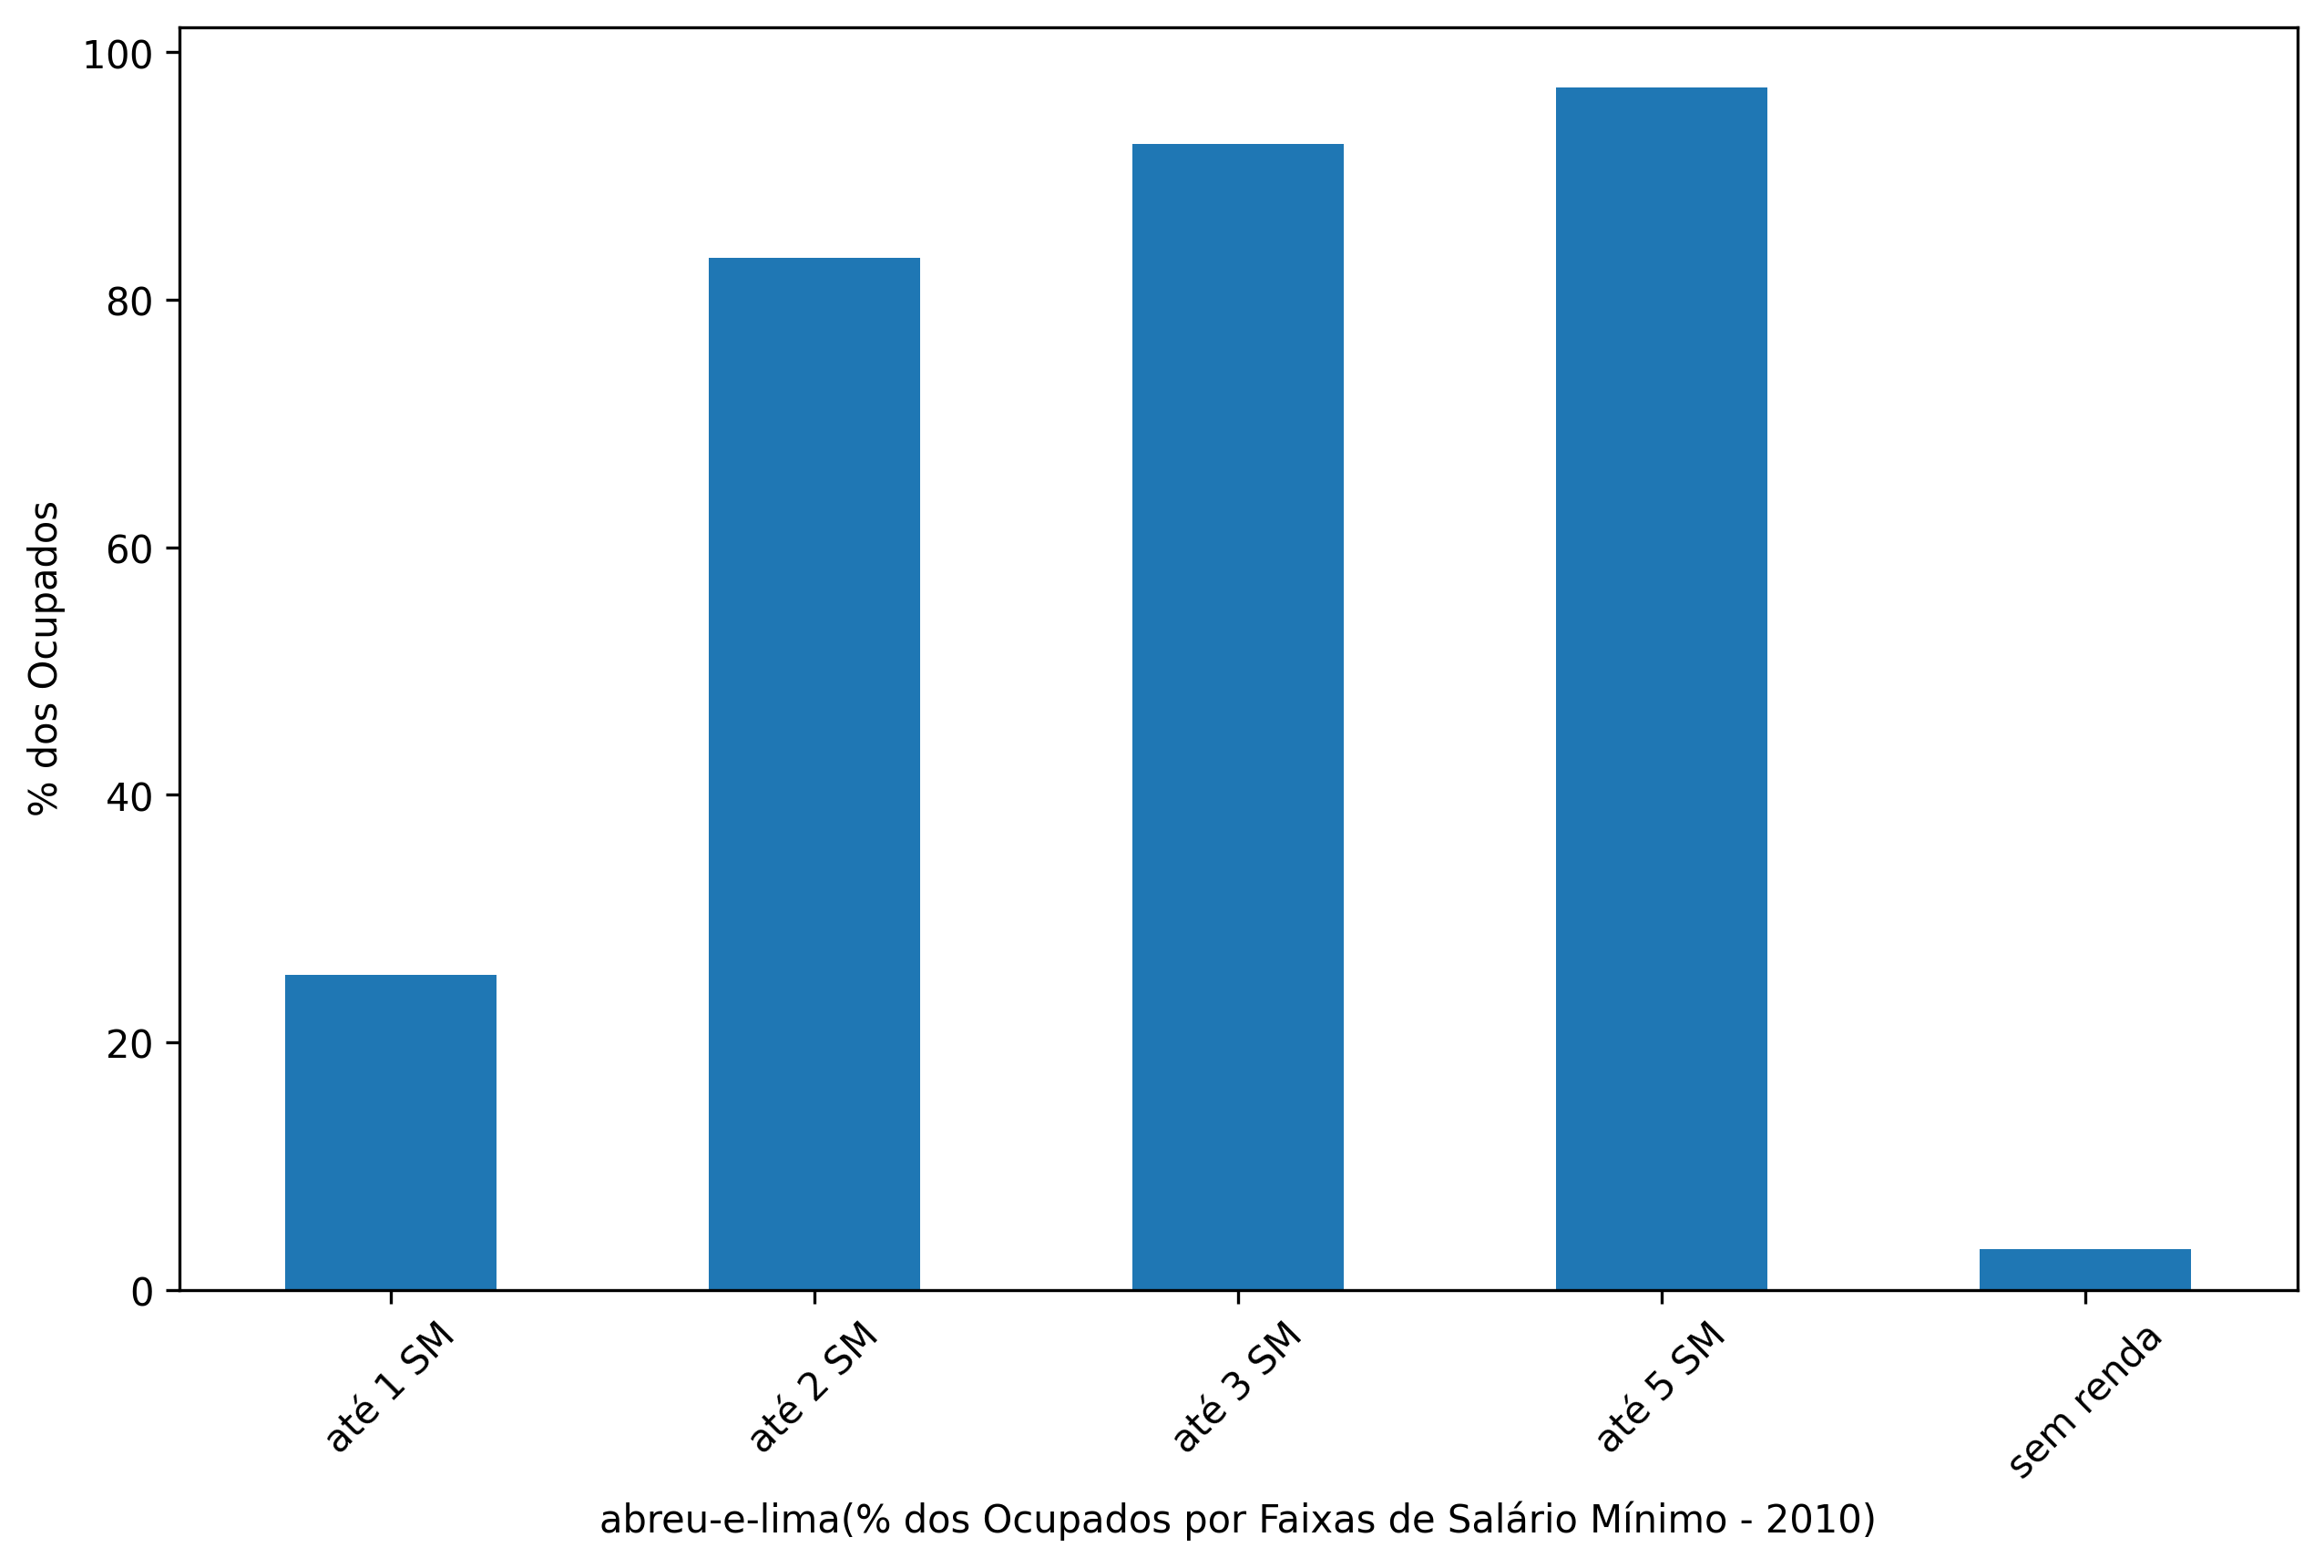 100
80
60
40
20
0
% dos Ocupados
até 1 SM
até 2 SM
até 3 SM
até 5 SM
sem renda
abreu-e-lima(% dos Ocupados por Faixas de Salário Mínimo - 2010)